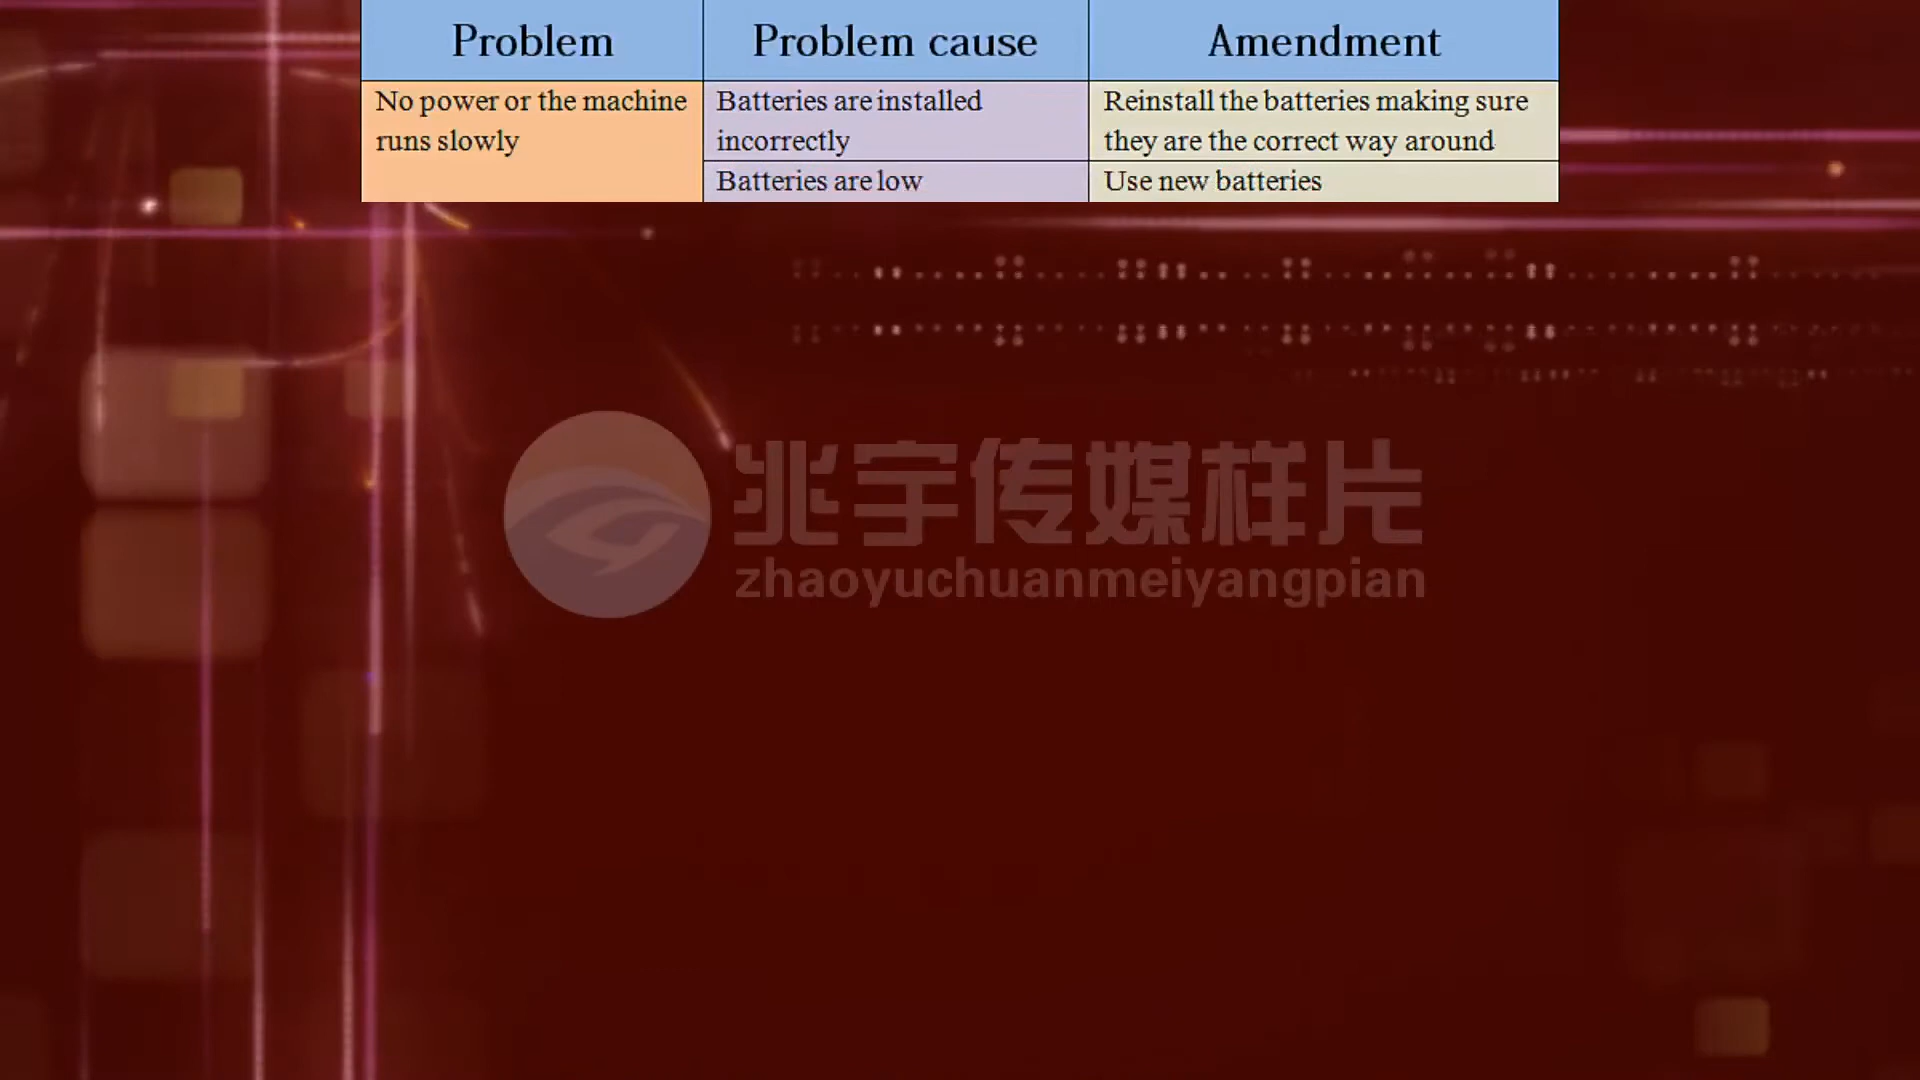 Problem
Problem cause
Amendment
No power or the machine
runs slowly
Batteries are installed
incorrectly
Reinstall the batteries making sure
they are the correct way around
Batteries are low
Use new batteries
兆宇传媒样片
zhaoyuchuanmeiyangpian